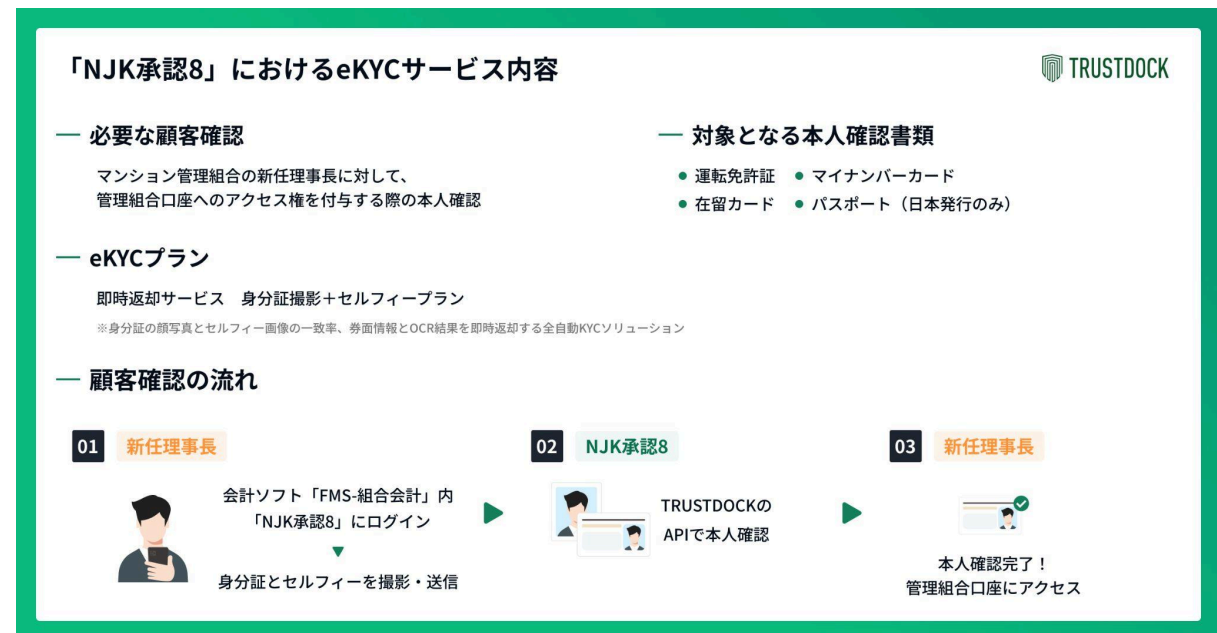 「NJK承認8」におけるeKYCサービス内容
TRUSTDOCK
必要な顧客確認
マンション管理組合の新任理事長に対して、
管理組合口座へのアクセス権を付与する際の本人確認
対象となる本人確認書類
運転免許証 マイナンバーカード
在留カード パスポート（日本発行のみ）
eKYCプラン
即時返却サービス 身分証撮影＋セルフィープラン
※身分証の顔写真とセルフィー画像の一致率、券面情報とOCR結果を即時返却する全自動KYCソリューション
顧客確認の流れ
01 新任理事長
会計ソフト「FMS-組合会計」内
「NJK承認8」にログイン
身分証とセルフィーを撮影・送信
02 NJK承認8
TRUSTDOCKの
APIで本人確認
03 新任理事長
本人確認完了！
管理組合口座にアクセス